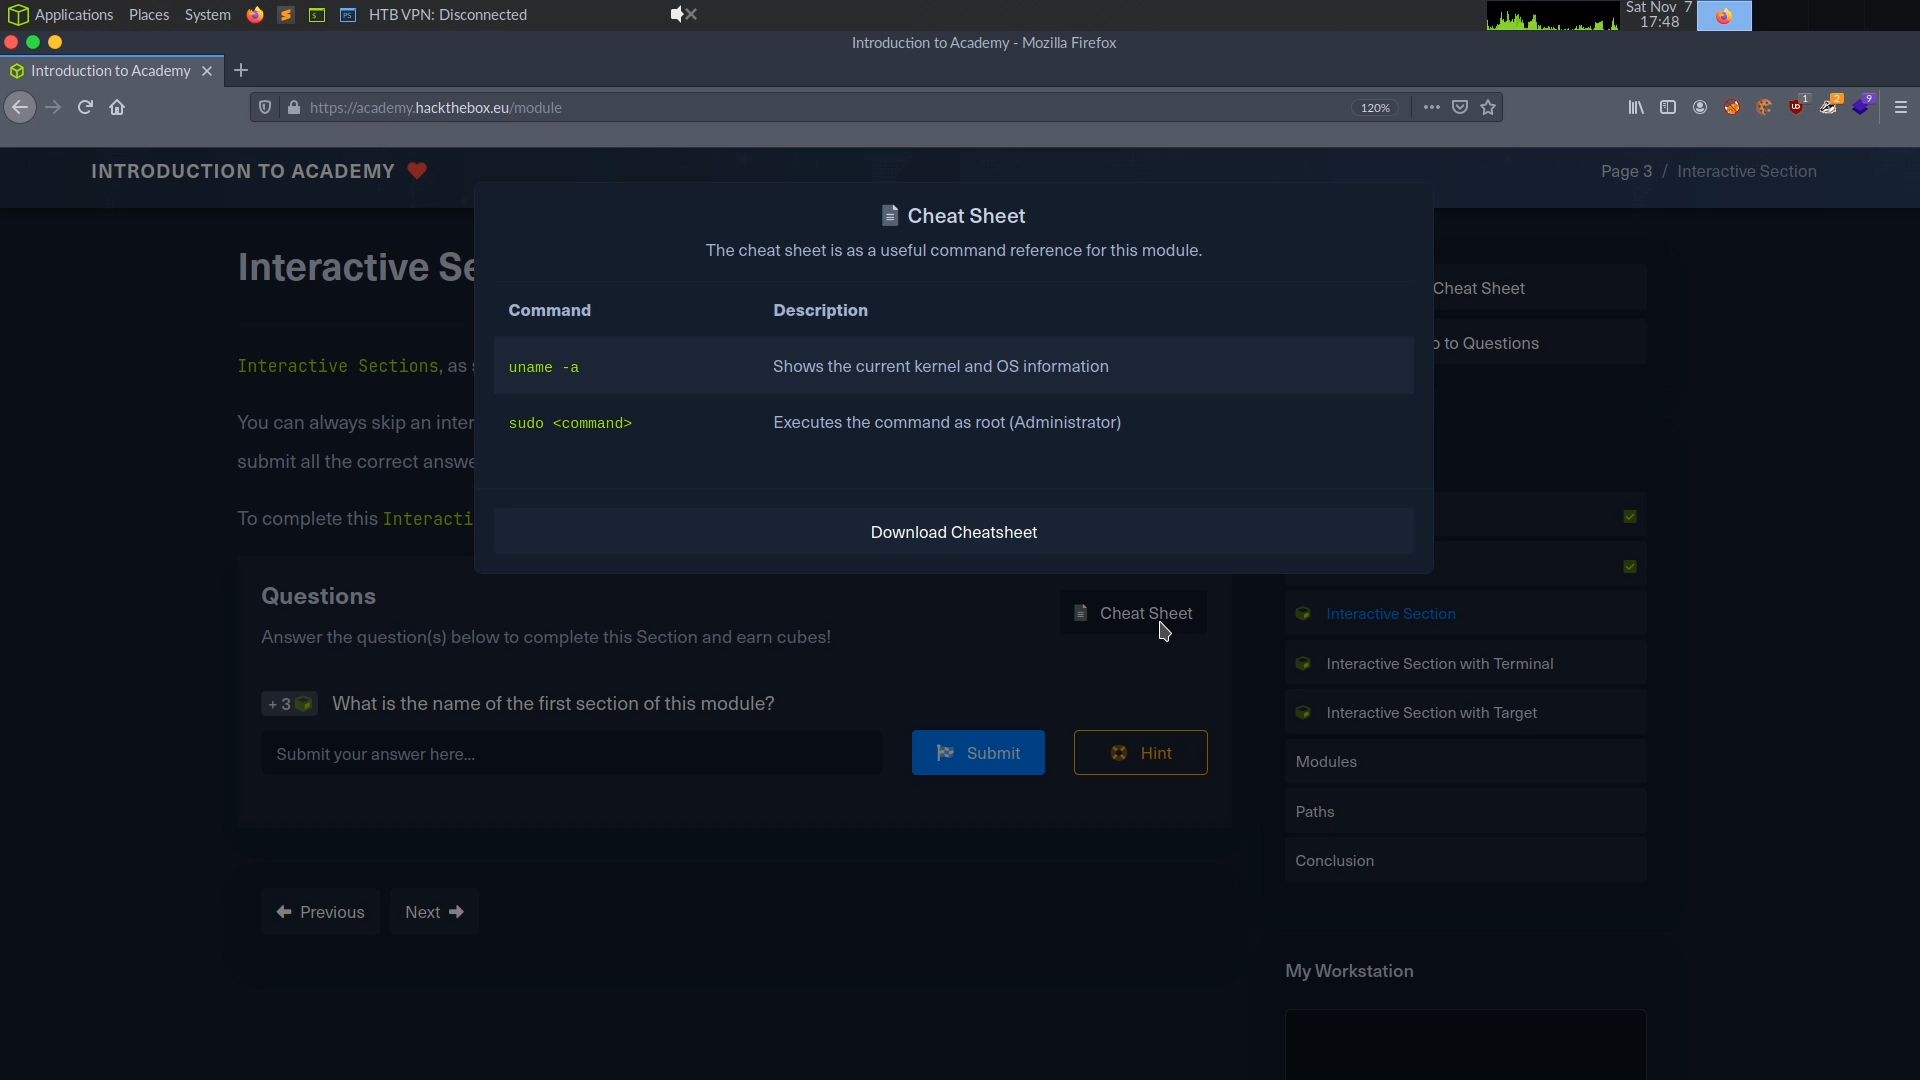 Applications Places System HTB VPN: Disconnected Sat Nov 7
17:48
Introduction to Academy - Mozilla Firefox
Introduction to Academy
https://academy.hackthebox.eu/module 120% 1 2 9
INTRODUCTION TO ACADEMY Page 3 / Interactive Section
Cheat Sheet
The cheat sheet is as a useful command reference for this module.
Interactive Se
Cheat Sheet
Command Description
to Questions
uname -a Shows the current kernel and OS information
Interactive Sections, as
sudo <command> Executes the command as root (Administrator)
You can always skip an inter
submit all the correct answe
To complete this Interacti
Download Cheatsheet
Questions
Cheat Sheet
Answer the question(s) below to complete this Section and earn cubes!
+ 3 What is the name of the first section of this module?
Submit your answer here...
Submit
Hint
Previous Next
Interactive Section
Interactive Section with Terminal
Interactive Section with Target
Modules
Paths
Conclusion
My Workstation